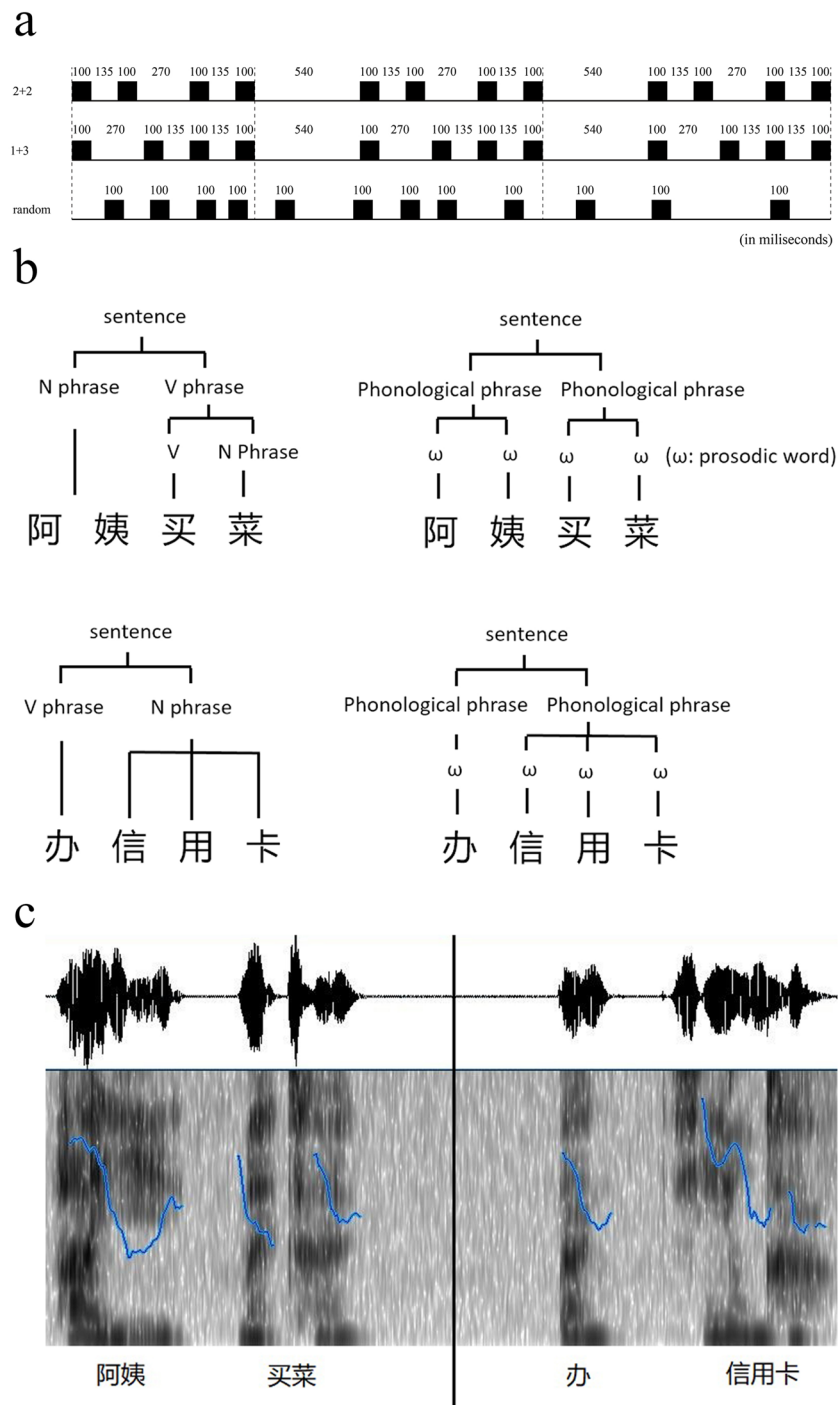 a
100 135 100 270 100 135 100 540 100 135 100 270 100 135 100 540 100 135 100 270 100 135 100
2+2
100 270 100 135 100 135 100 540 100 270 100 135 100 135 100 540 100 270 100 135 100 135 100
1+3
100 100 100 100 100 100 100 100 100 100 100 100
random
(in miliseconds)
b
sentence
N phrase V phrase
V N Phrase
阿 姨 买 菜
sentence
Phonological phrase Phonological phrase
ω ω ω ω (ω: prosodic word)
阿 姨 买 菜
sentence
V phrase N phrase
办 信 用 卡
sentence
Phonological phrase Phonological phrase
ω ω ω ω
办 信 用 卡
c
阿姨 买菜 办 信用卡